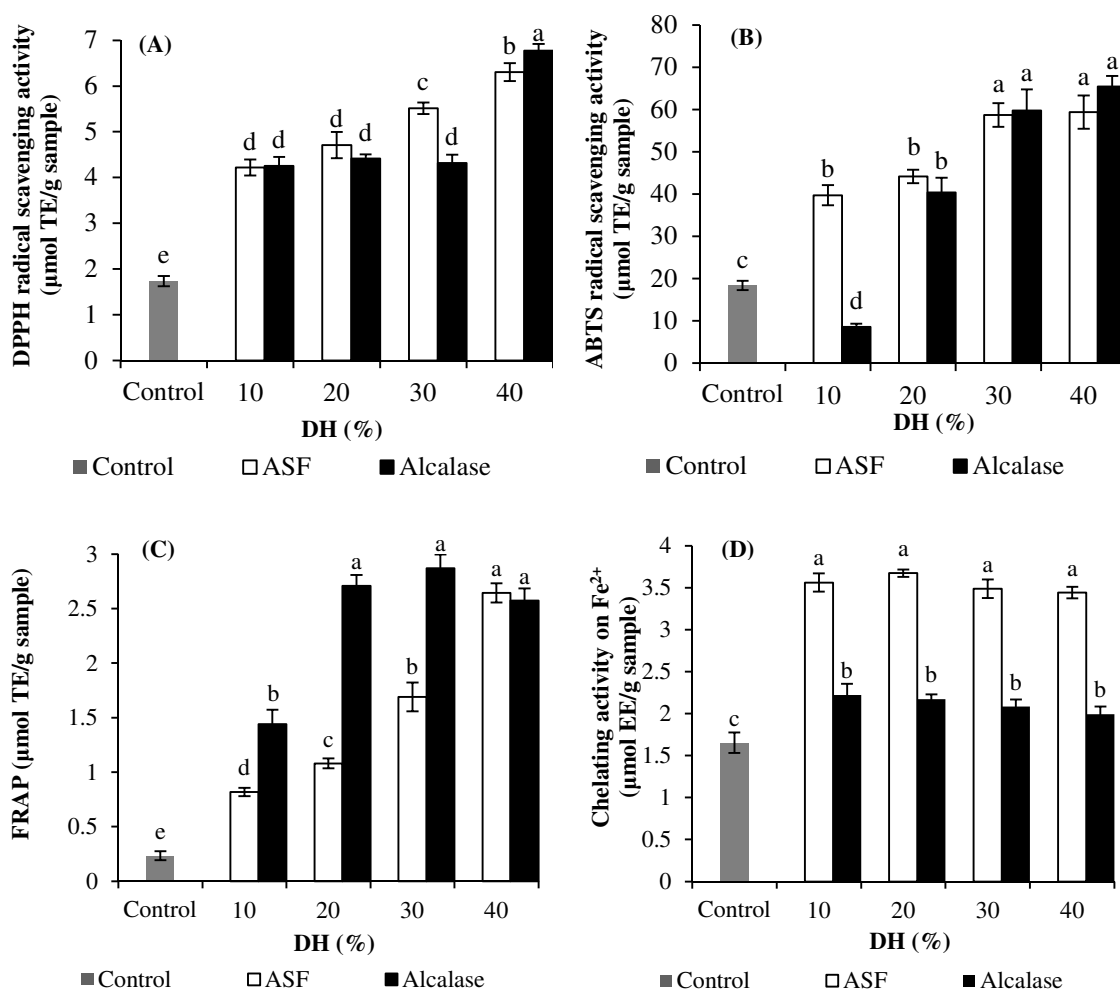 (A)
DPPH radical scavenging activity
(µmol TE/g sample)
7
6
5
4
3
2
1
0
e
d d
d d
c d
b a
Control 10 20 30 40
DH (%)
Control ASF Alcalase
(B)
ABTS radical scavenging activity
(µmol TE/g sample)
80
70
60
50
40
30
20
10
0
c
b d
b b
a a
a a
Control 10 20 30 40
DH (%)
Control ASF Alcalase
(C)
FRAP (µmol TE/g sample)
3
2.5
2
1.5
1
0.5
0
e
d b
c a
b a
a a
Control 10 20 30 40
DH (%)
Control ASF Alcalase
(D)
Chelating activity on Fe²⁺
(µmol EE/g sample)
4
3.5
3
2.5
2
1.5
1
0.5
0
c
a b
a b
a b
a b
Control 10 20 30 40
DH (%)
Control ASF Alcalase